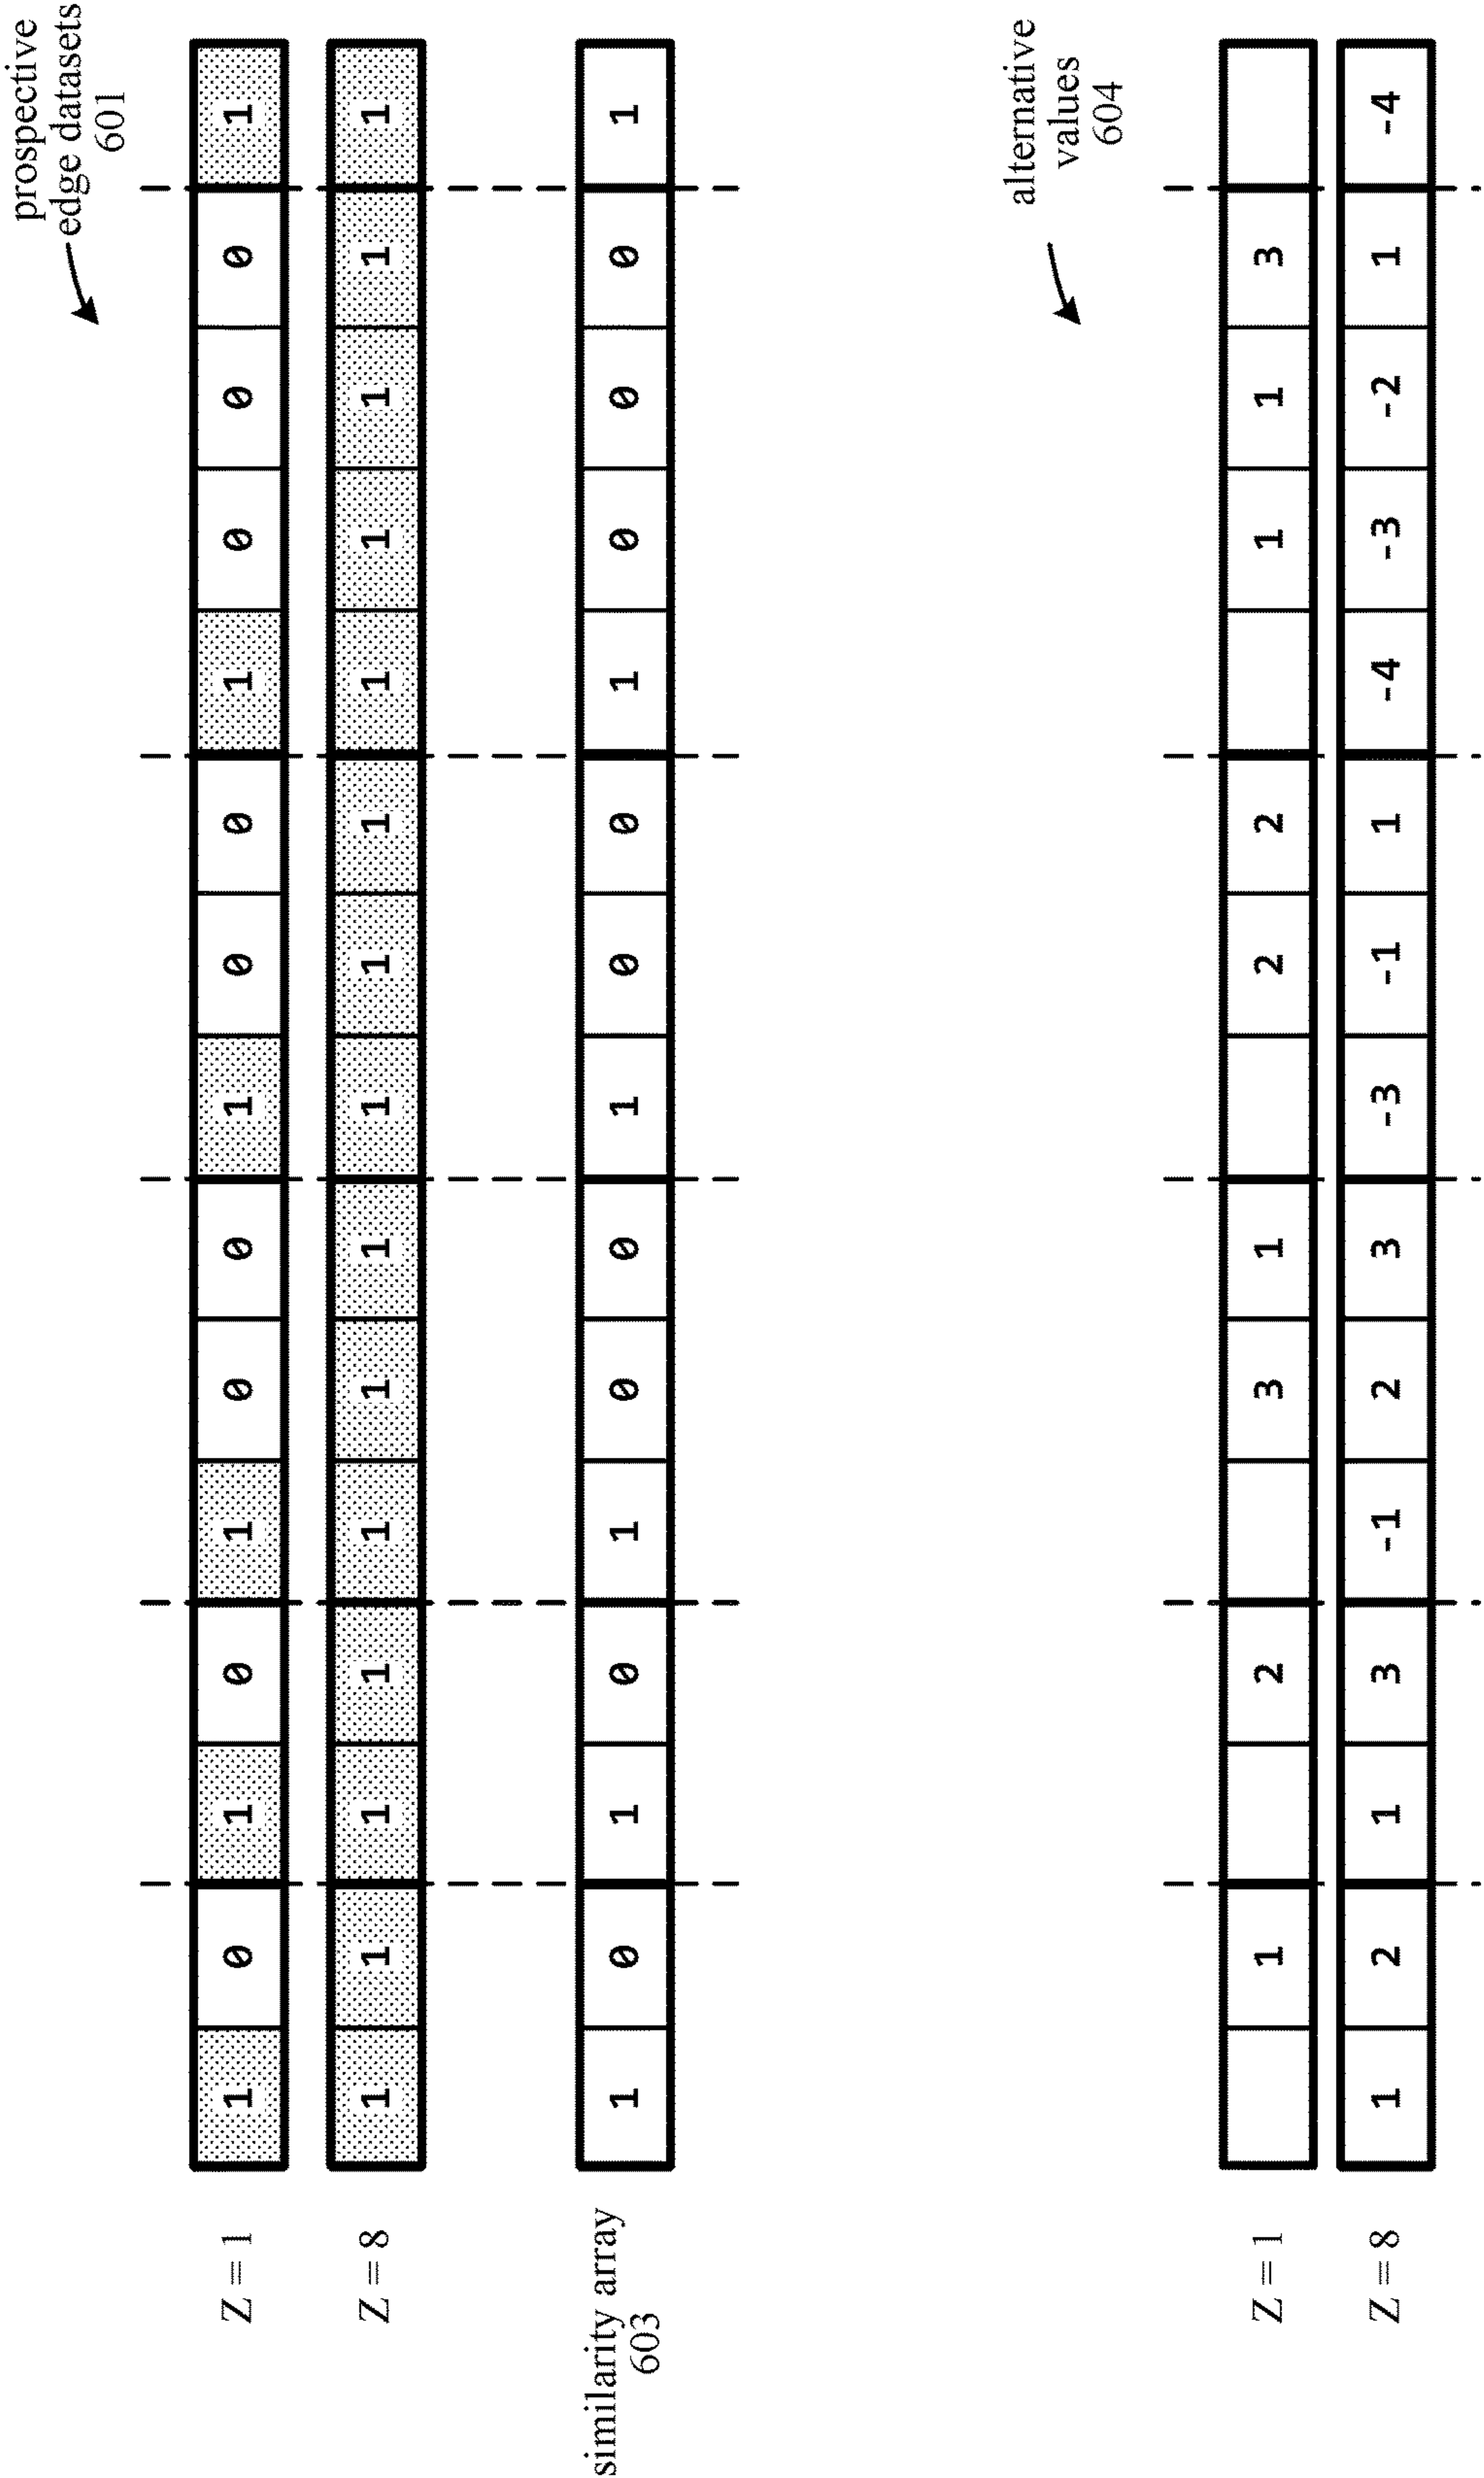 prospective
edge datasets
601
Z = 1 1 0 1 0 1 0 0 1 0 0 1 0 0 0 1
Z = 8 1 1 1 1 1 1 1 1 1 1 1 1 1 1 1
similarity array 1 0 1 0 1 0 0 1 0 0 1 0 0 0 1
603
alternative
values
604
Z = 1 1 2 3 1 2 2 1 1 3
Z = 8 1 2 1 3 -1 2 3 -3 -1 1 -4 -3 -2 1 -4